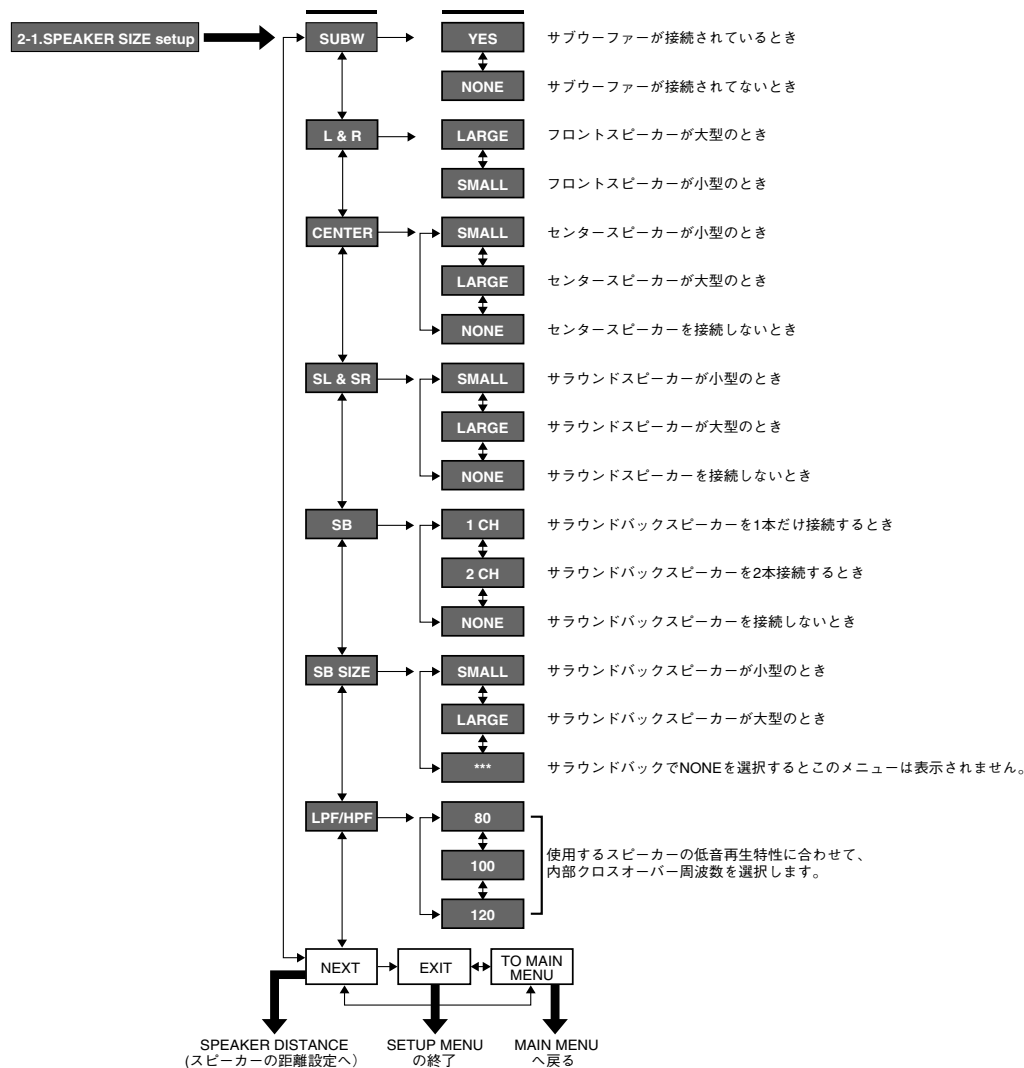 2-1.SPEAKER SIZE setup
SUBW
YES
サブウーファーが接続されているとき
NONE
サブウーファーが接続されてないとき
L & R
LARGE
フロントスピーカーが大型のとき
SMALL
フロントスピーカーが小型のとき
CENTER
SMALL
センタースピーカーが小型のとき
LARGE
センタースピーカーが大型のとき
NONE
センタースピーカーを接続しないとき
SL & SR
SMALL
サラウンドスピーカーが小型のとき
LARGE
サラウンドスピーカーが大型のとき
NONE
サラウンドスピーカーを接続しないとき
SB
1 CH
サラウンドバックスピーカーを1本だけ接続するとき
2 CH
サラウンドバックスピーカーを2本接続するとき
NONE
サラウンドバックスピーカーを接続しないとき
SB SIZE
SMALL
サラウンドバックスピーカーが小型のとき
LARGE
サラウンドバックスピーカーが大型のとき
***
サラウンドバックでNONEを選択するとこのメニューは表示されません。
LPF/HPF
80
100
120
使用するスピーカーの低音再生特性に合わせて、
内部クロスオーバー周波数を選択します。
NEXT
EXIT
TO MAIN
MENU
SPEAKER DISTANCE
(スピーカーの距離設定へ）
SETUP MENU
の終了
MAIN MENU
へ戻る